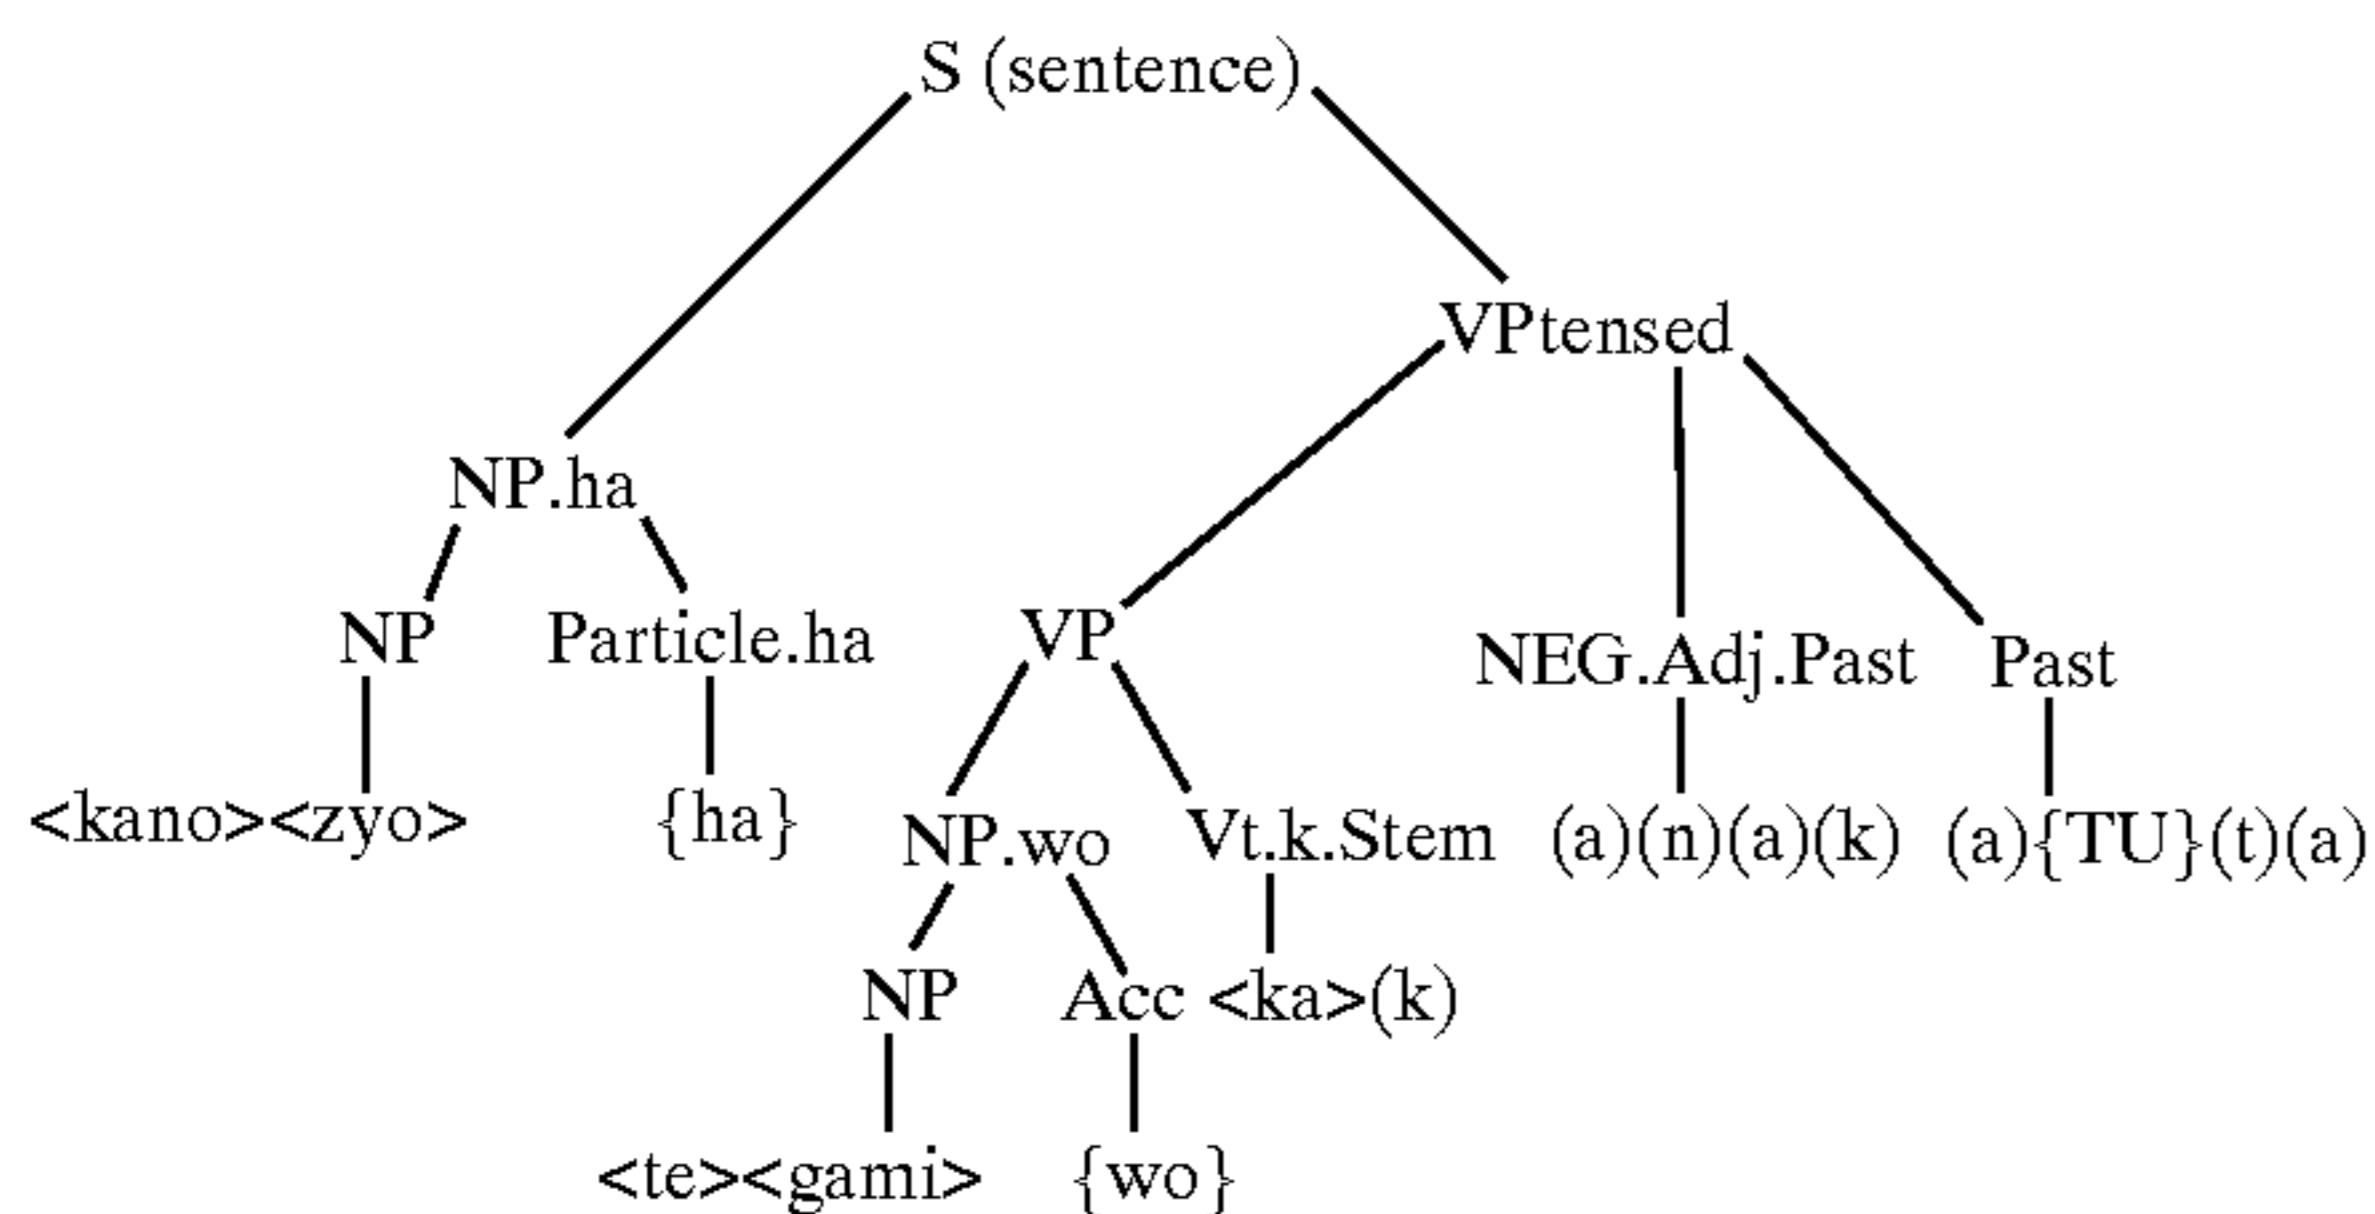 S (sentence)
VPtensed
NP.ha
NP Particle.ha VP NEG.Adj.Past Past
<kano><zyo> {ha} NP.wo Vt.k.Stem (a)(n)(a)(k) (a){TU}(t)(a)
NP Acc <ka>(k)
<te><gami> {wo}